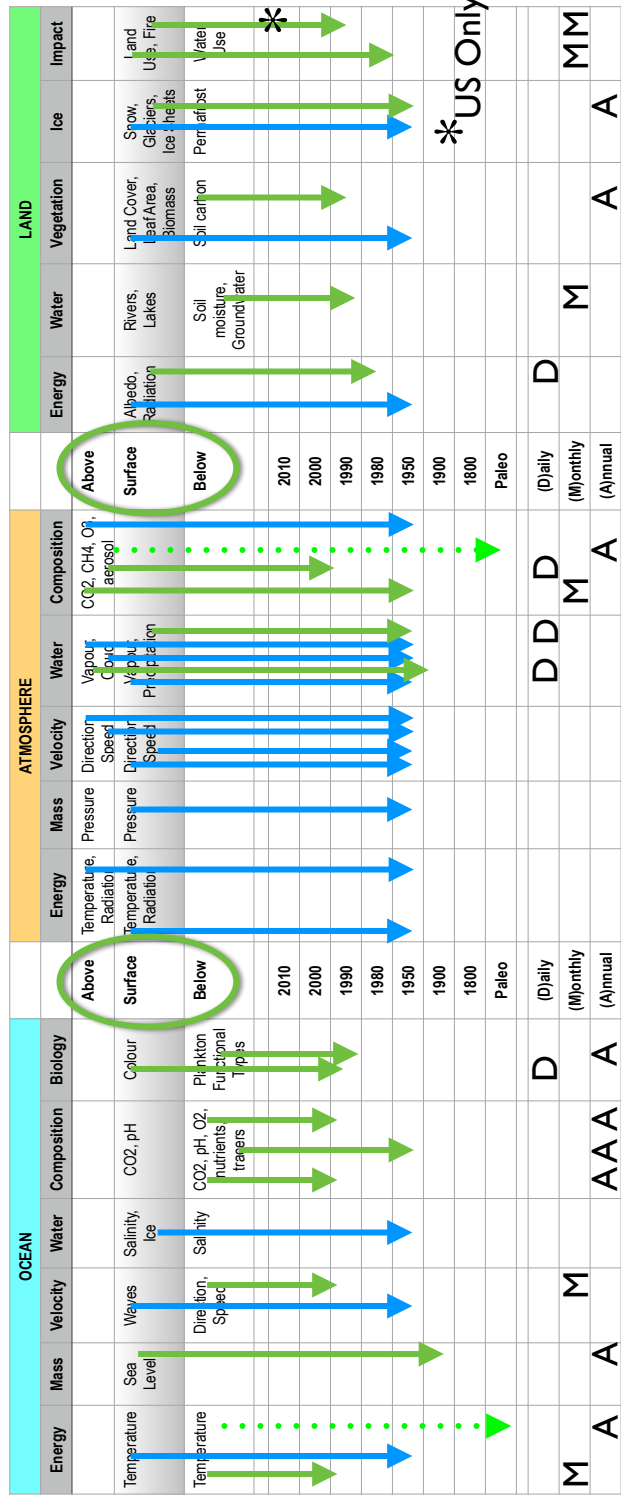 OCEAN
ATMOSPHERE
LAND
Energy
Mass
Velocity
Water
Composition
Biology
Energy
Mass
Velocity
Water
Composition
Energy
Water
Vegetation
Ice
Impact
Above
Temperature,
Radiation
Pressure
Direction
Speed
Vapour,
Cloud
CO2, CH4, O3,
aerosol
Above
Temperature
Sea
Level
Waves
Salinity,
Ice
CO2, pH
Colour
Surface
Temperature,
Radiation
Pressure
Direction
Speed
Vapour,
Precipitation
Surface
Albedo,
Radiation
Rivers,
Lakes
Land Cover,
Leaf Area,
Biomass
Snow,
Glaciers,
Ice Sheets
Land
Use, Fire
Temperature
Direction,
Speed
Salinity
CO2, pH, O2,
nutrients,
tracers
Plankton
Functional
Types
Below
Below
Soil
moisture,
Groundwater
Soil carbon
Permafrost
Water
Use
2010
2010
*
2000
2000
1990
1990
1980
1980
1950
1950
1900
1900
*US Only
1800
1800
Paleo
Paleo
D
(D)aily
D D
D
(D)aily
D
M
M
(M)onthly
M
(M)onthly
M
MM
A
A
AAA
A
(A)nnual
A
(A)nnual
A
A